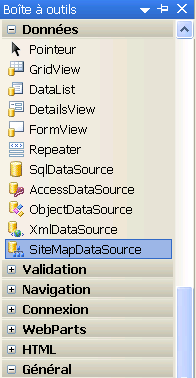 Boîte à outils
Données
Pointeur
GridView
DataList
DetailsView
FormView
Repeater
SqlDataSource
AccessDataSource
ObjectDataSource
XmlDataSource
SiteMapDataSource
Validation
Navigation
Connexion
WebParts
HTML
Général